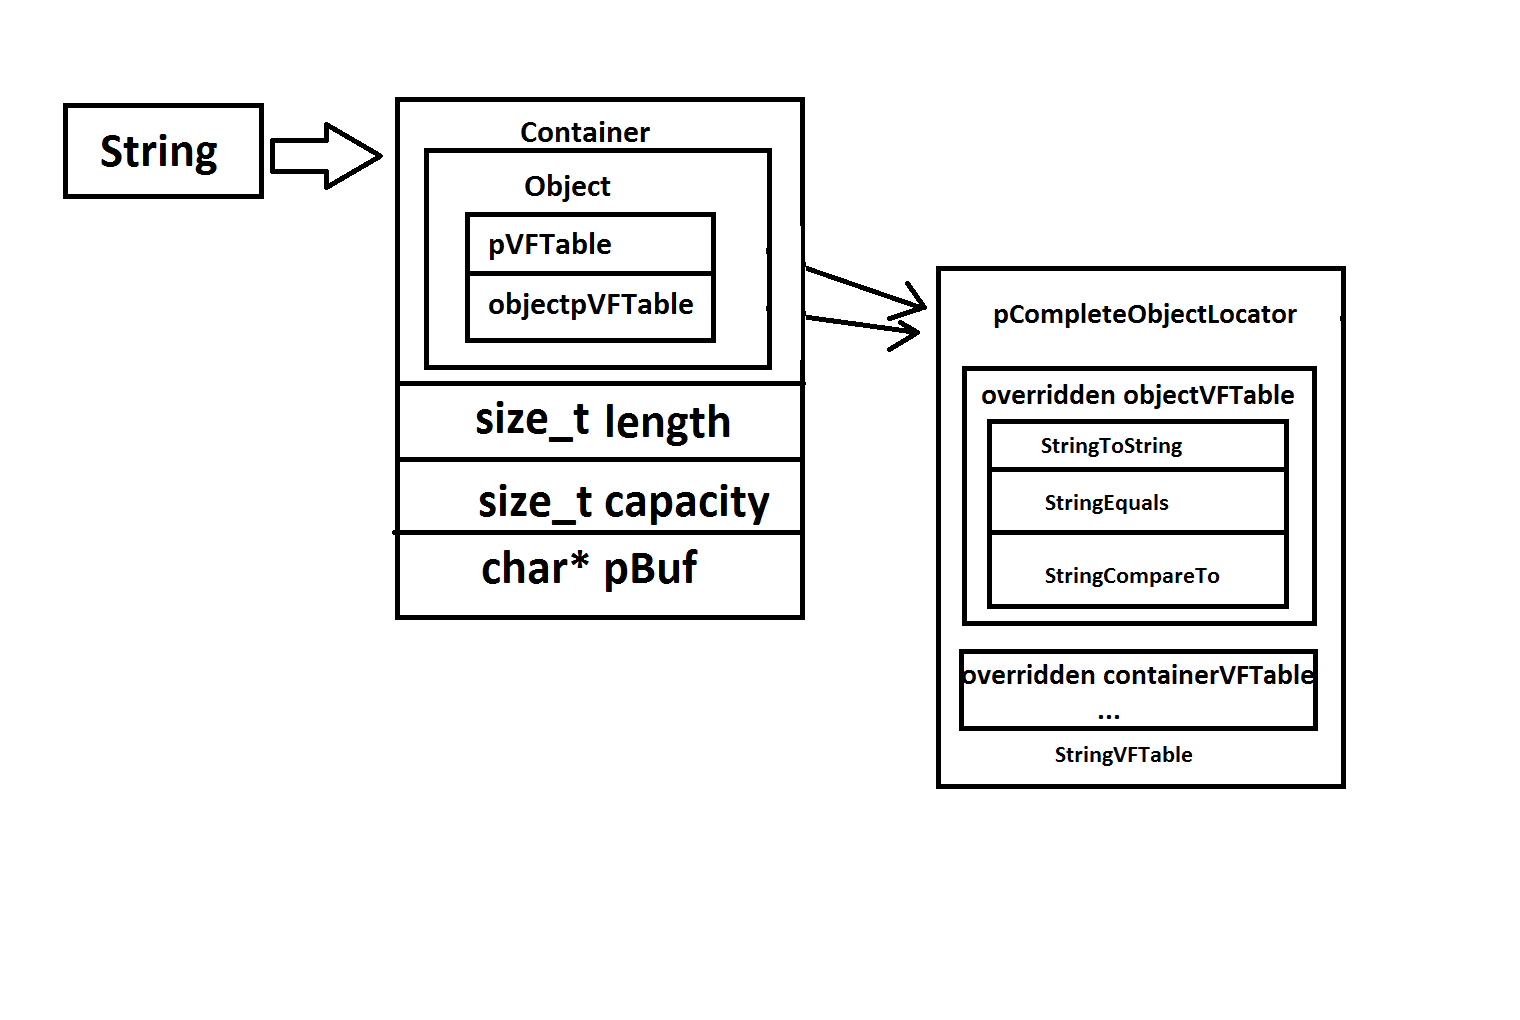 String
Container
Object
pVFTable
objectpVFTable
size_t length
size_t capacity
char* pBuf
pCompleteObjectLocator
overridden objectVFTable
StringToString
StringEquals
StringCompareTo
overridden containerVFTable
...
StringVFTable